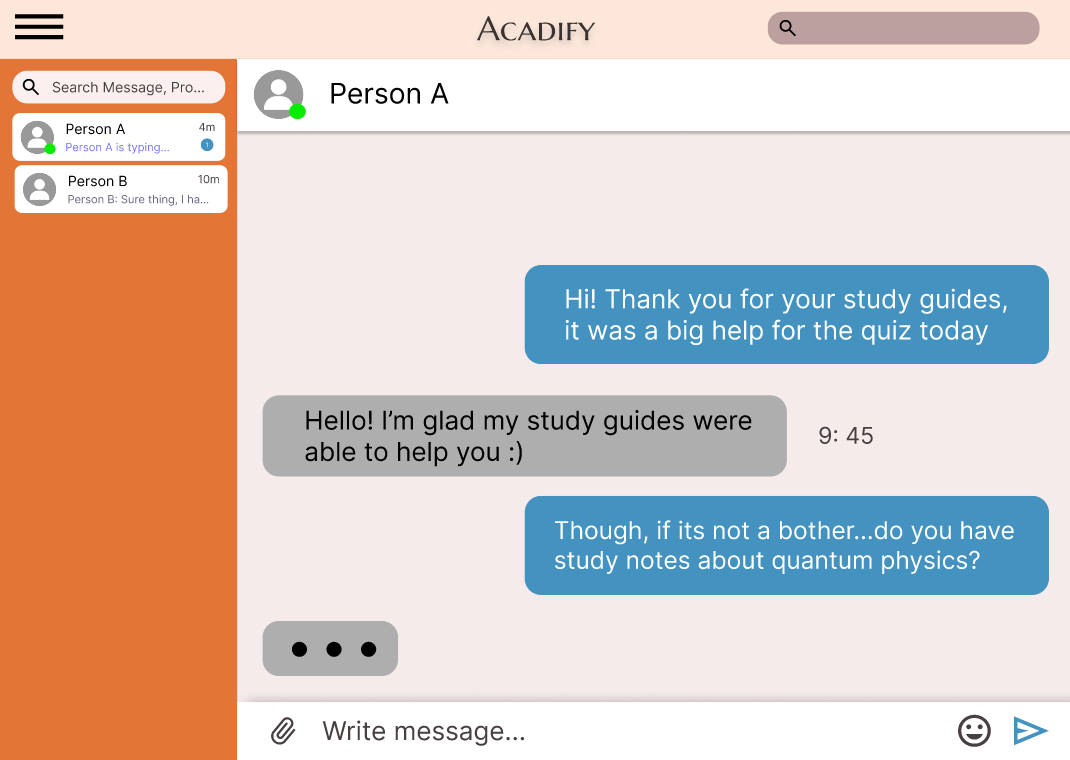 Acadify
Search Message, Pro...
Person A
4m
Person A is typing...
1
Person B
10m
Person B: Sure thing, I ha...
Person A
Hi! Thank you for your study guides,
it was a big help for the quiz today
Hello! I’m glad my study guides were
able to help you :)
9: 45
Though, if its not a bother...do you have
study notes about quantum physics?
Write message...